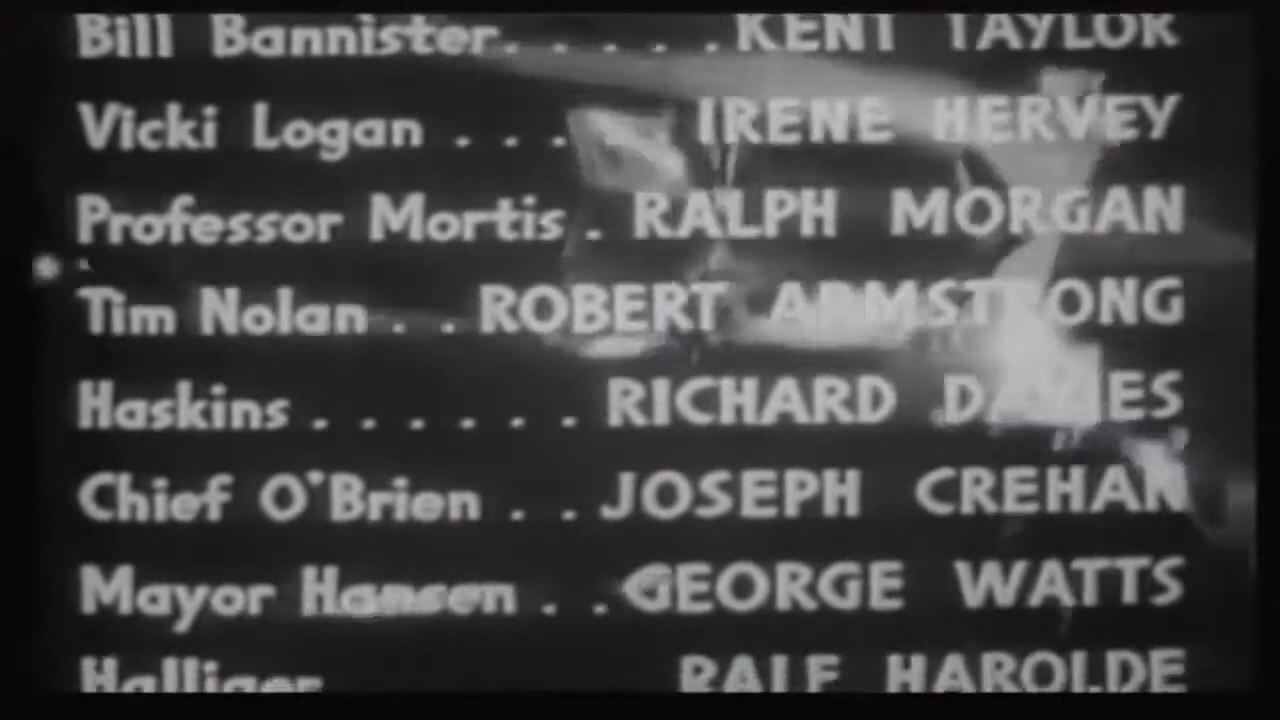 Bill Bannister. . . . . .KENT TAYLOR
Vicki Logan . . . IRENE HERVEY
Professor Mortis . RALPH MORGAN
Tim Nolan . . ROBERT ARMSTRONG
Haskins . . . . . . RICHARD DAVIES
Chief O'Brien . . JOSEPH CREHAN
Mayor Hansen . . GEORGE WATTS
Halliger RALF HAROLDE